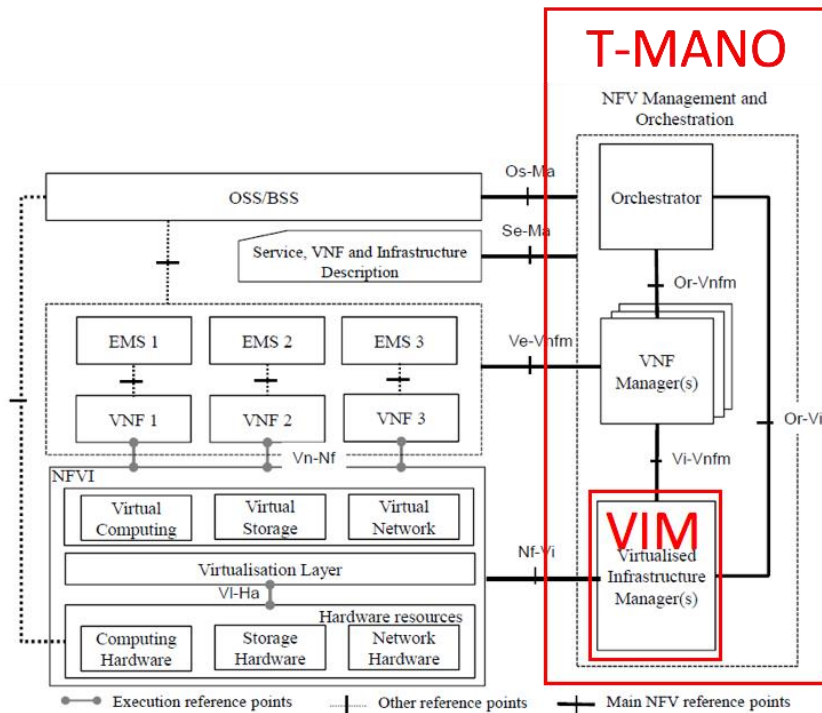 T-MANO
NFV Management and
Orchestration
Os-Ma
OSS/BSS
Orchestrator
Se-Ma
Service, VNF and Infrastructure
Description
Or-Vnfm
EMS 1
EMS 2
EMS 3
Ve-Vnfm
VNF
Manager(s)
VNF 1
VNF 2
VNF 3
Or-Vi
Vn-Nf
Vi-Vnfm
NFVI
Virtual
Computing
Virtual
Storage
Virtual
Network
VIM
Nf-Vi
Virtualised
Infrastructure
Manager(s)
Virtualisation Layer
Vl-Ha
Hardware resources
Computing
Hardware
Storage
Hardware
Network
Hardware
Execution reference points
Other reference points
Main NFV reference points